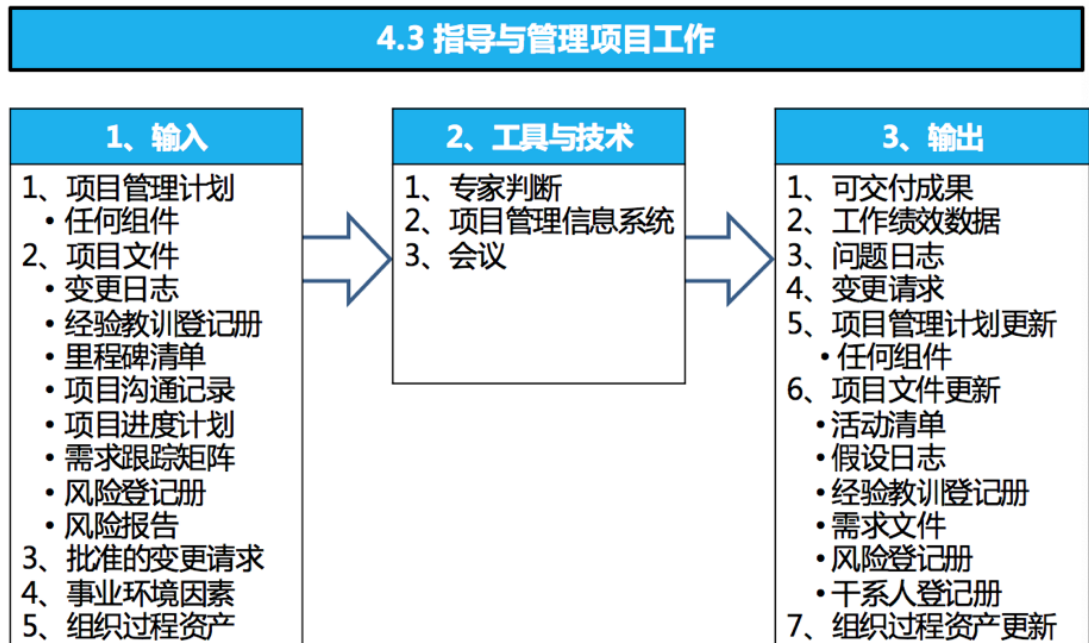 4.3 指导与管理项目工作
1、输入
1、项目管理计划
• 任何组件
2、项目文件
• 变更日志
• 经验教训登记册
• 里程碑清单
• 项目沟通记录
• 项目进度计划
• 需求跟踪矩阵
• 风险登记册
• 风险报告
3、批准的变更请求
4、事业环境因素
5、组织过程资产
2、工具与技术
1、专家判断
2、项目管理信息系统
3、会议
3、输出
1、可交付成果
2、工作绩效数据
3、问题日志
4、变更请求
5、项目管理计划更新
• 任何组件
6、项目文件更新
• 活动清单
• 假设日志
• 经验教训登记册
• 需求文件
• 风险登记册
• 干系人登记册
7、组织过程资产更新